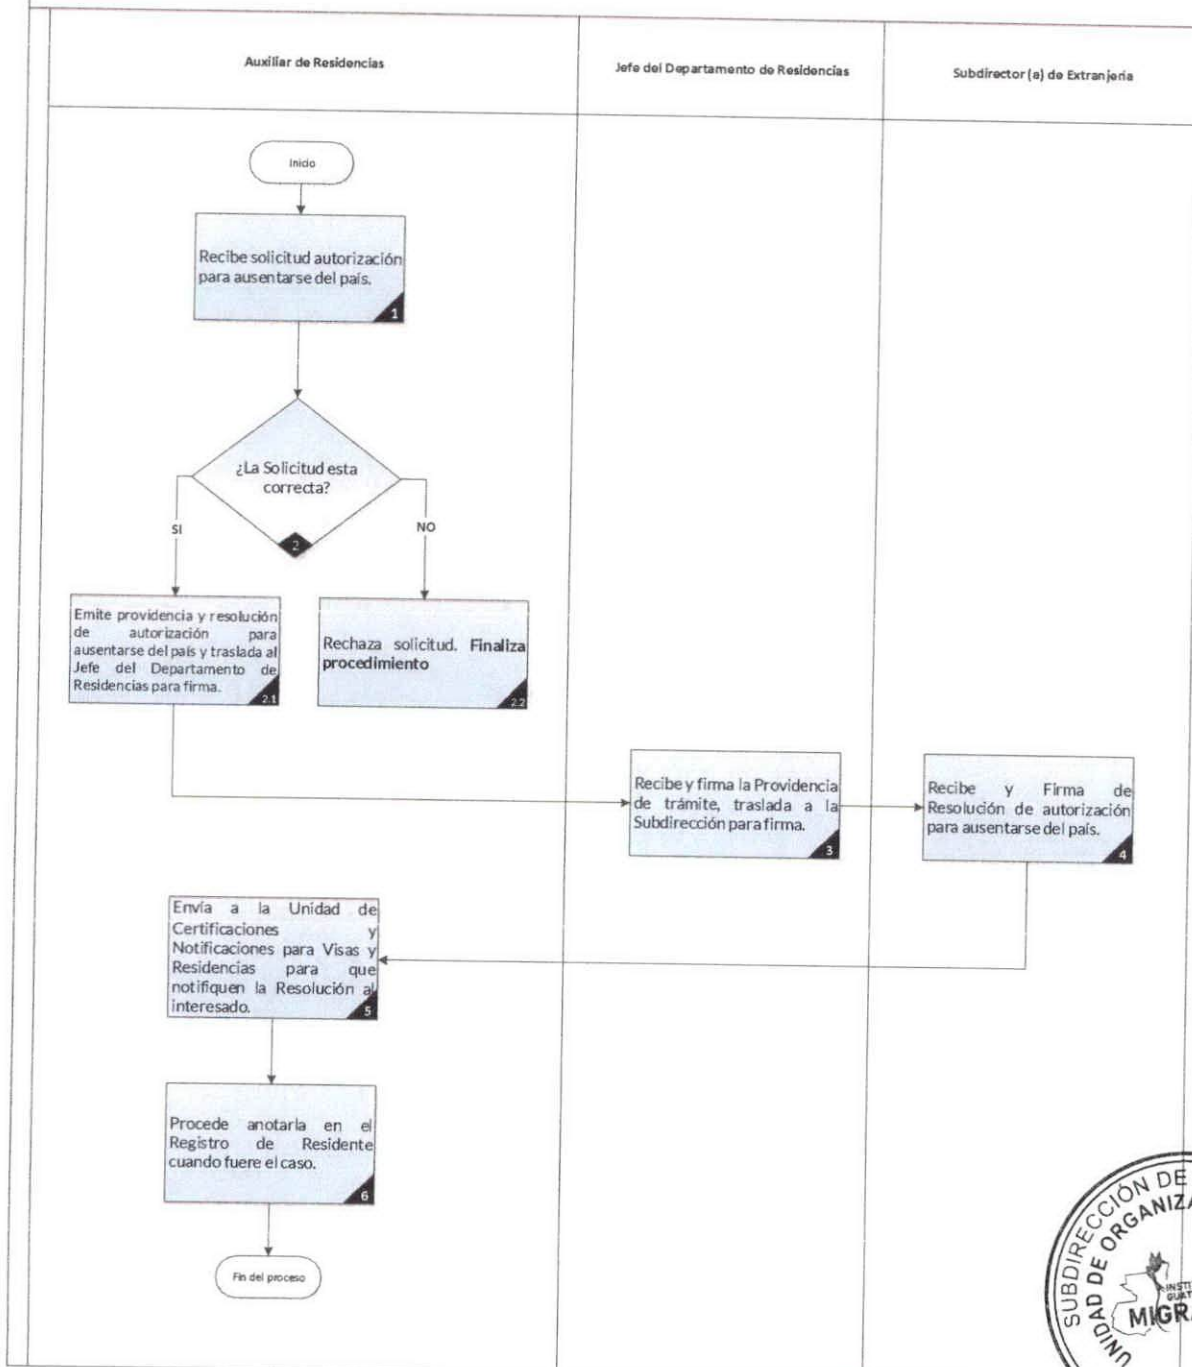 Auxiliar de Residencias
Jefe del Departamento de Residencias
Subdirector (a) de Extranjería
Inicio
Recibe solicitud autorización
para ausentarse del país.
1
¿La Solicitud esta
correcta?
2
SI
NO
Emite providencia y resolución
de autorización para
ausentarse del país y traslada al
Jefe del Departamento de
Residencias para firma.
2.1
Rechaza solicitud. Finaliza
procedimiento
2.2
Recibe y firma la Providencia
de trámite, traslada a la
Subdirección para firma.
3
Recibe y Firma de
Resolución de autorización
para ausentarse del país.
4
Envía a la Unidad de
Certificaciones y
Notificaciones para Visas y
Residencias para que
notifiquen la Resolución al
interesado.
5
Procede anotarla en el
Registro de Residente
cuando fuere el caso.
6
Fin del proceso
SUBDIRECCIÓN DE
UNIDAD DE ORGANIZA
INSTI
GUAT
MIGRA